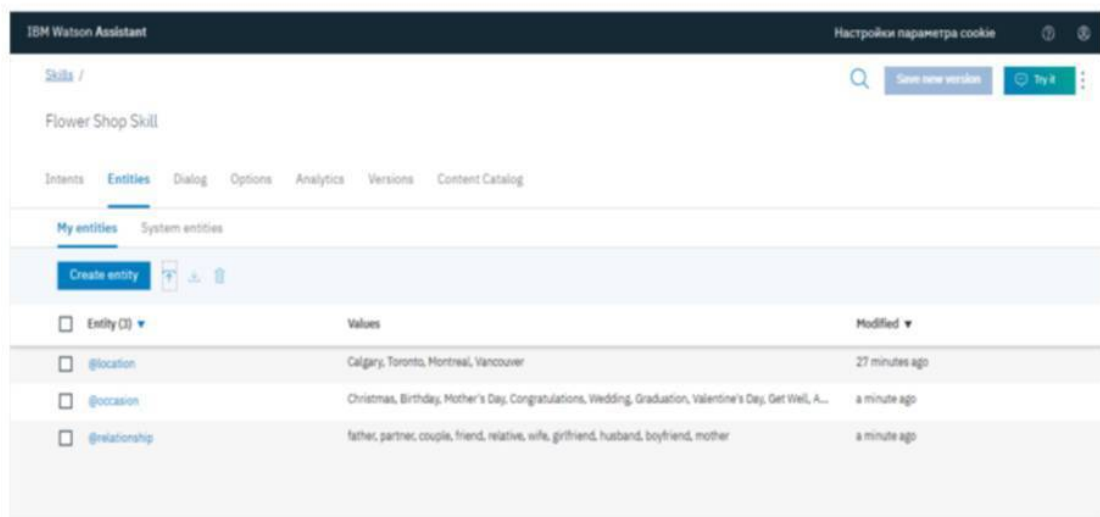 IBM Watson Assistant Настройки параметра cookie
Skills /
Save new version Try it
Flower Shop Skill
Intents Entities Dialog Options Analytics Versions Content Catalog
My entities System entities
Create entity
Entity (3) ▼ Values Modified ▼
@location Calgary, Toronto, Montreal, Vancouver 27 minutes ago
@occasion Christmas, Birthday, Mother's Day, Congratulations, Wedding, Graduation, Valentine's Day, Get Well, A... a minute ago
@relationship father, partner, couple, friend, relative, wife, girlfriend, husband, boyfriend, mother a minute ago